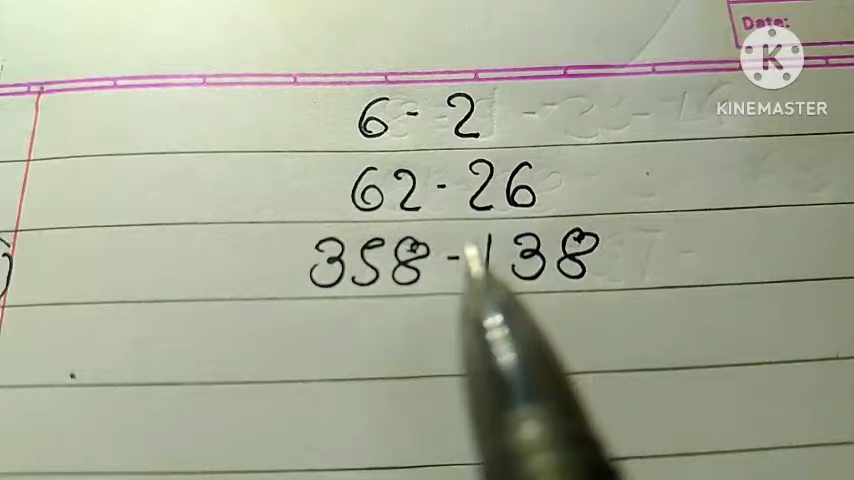 Date:
K
KINEMASTER
6 - 2
62 - 26
358 - 138